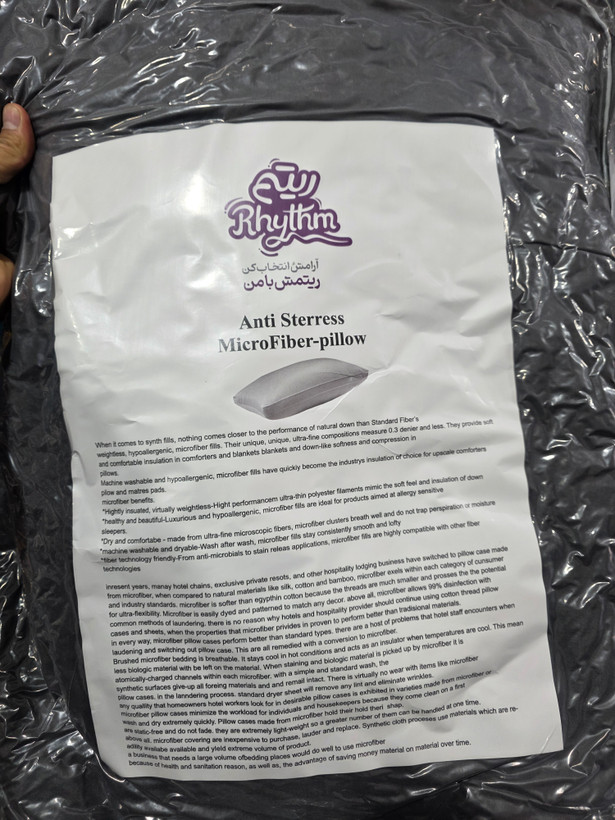 ریتم
Rhythm
آرامش انتخاب کن
ریتمش با من
Anti Sterress
MicroFiber-pillow
When it comes to synth fills, nothing comes closer to the performance of natural down than Standard Fiber's
weightless, hypoallergenic, microfiber fills. Their unique, unique, ultra-fine compositions measure 0.3 denier and less. They provide soft
and comfortable insulation in comforters and blankets blankets and down-like softness and compression in
pillows.
Machine washable and hypoallergenic, microfiber fills have quickly become the industrys insulation of choice for upscale comforters
plow and matres pads.
microfiber benefits.
*Hightly insuated, virtually weightless-Hight performancem ultra-thin polyester filaments mimic the soft feel and insulation of down
*healthy and beautiful-Luxurious and hypoallergenic, microfiber fills are ideal for products aimed at allergy sensitive
sleepers.
*Dry and comfortabe - made from ultra-fine microscopic fibers, microfiber clusters breath well and do not trap perspiration or moisture
*machine washable and dryable-Wash after wash, microfiber fills stay consistently smooth and lofty
*fiber technology friendly-From anti-microbials to stain releas applications, microfiber fills are highly compatible with other fiber
technologies
inresent years, manay hotel chains, exclusive private resots, and other hospitality lodging business have switched to pillow case made
from microfiber, when compared to natural materials like silk, cotton and bamboo, microfiber exels within each category of consumer
and industry standards. microfiber is softer than egypthin cotton because the threads are much smaller and prosses the the potential
for ultra-flexibility. Microfiber is easily dyed and patterned to match any decor. above all, microfiber allows 99% disinfection with
common methods of laundering. there is no reason why hotels and hospitality provider should continue using cotton thread pillow
cases and sheets, when the properties that microfiber privides in proven to perform better than tradisional materials.
in every way, microfiber pillow cases perform better than standard types. there are a host of problems that hotel staff encounters when
laudening and switching out pillow case. This are all remedied with a conversion to microfiber.
Brushed microfiber bedding is breathable. It stays cool in hot conditions and acts as an insulator when temperatures are cool. This mean
less biologic material with be left on the material. When staining and biologic material is picked up by microfiber it is
atomically-charged channels within each microfiber. with a simple and standard wash, the
synthetic surfaces give-up all foreing materials and and remail intact. There is virtually no wear with items like microfiber
pillow cases. in the lanndering process. standard dryer sheet will remove any lint and eliminate wrinkles.
any quallity that homeowners hotel workers look for in desirable pillow cases is exhibited in varieties made from microfiber or
microfiber pillow cases minimize the workload for individuals and housekeepers because they come clean on a first
wash and dry extremely quickly. Pillow cases made from microfiber hold their hold theri shap.
are static-free and do not fade. they are extremely light-weight so a greater number of them can be handled at one time.
above all. microfiber covering are inexpensive to purchase, lauder and replace. Synthetic cloth proceses use materials which are re-
adlly avaliabe available and yield extreme volume of product.
a business that needs a large volume ofbedding places would do well to use microfiber
because of health and sanitation reason, as well as, the advantage of saving money material on material over time.